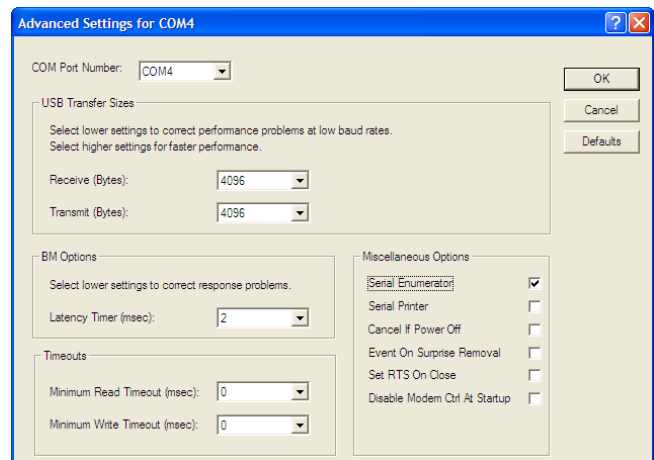 Advanced Settings for COM4
COM Port Number: COM4
OK
USB Transfer Sizes
Cancel
Select lower settings to correct performance problems at low baud rates.
Select higher settings for faster performance.
Defaults
Receive (Bytes): 4096
Transmit (Bytes): 4096
BM Options
Select lower settings to correct response problems.
Latency Timer (msec): 2
Timeouts
Minimum Read Timeout (msec): 0
Minimum Write Timeout (msec): 0
Miscellaneous Options
Serial Enumerator
Serial Printer
Cancel If Power Off
Event On Surprise Removal
Set RTS On Close
Disable Modem Ctrl At Startup